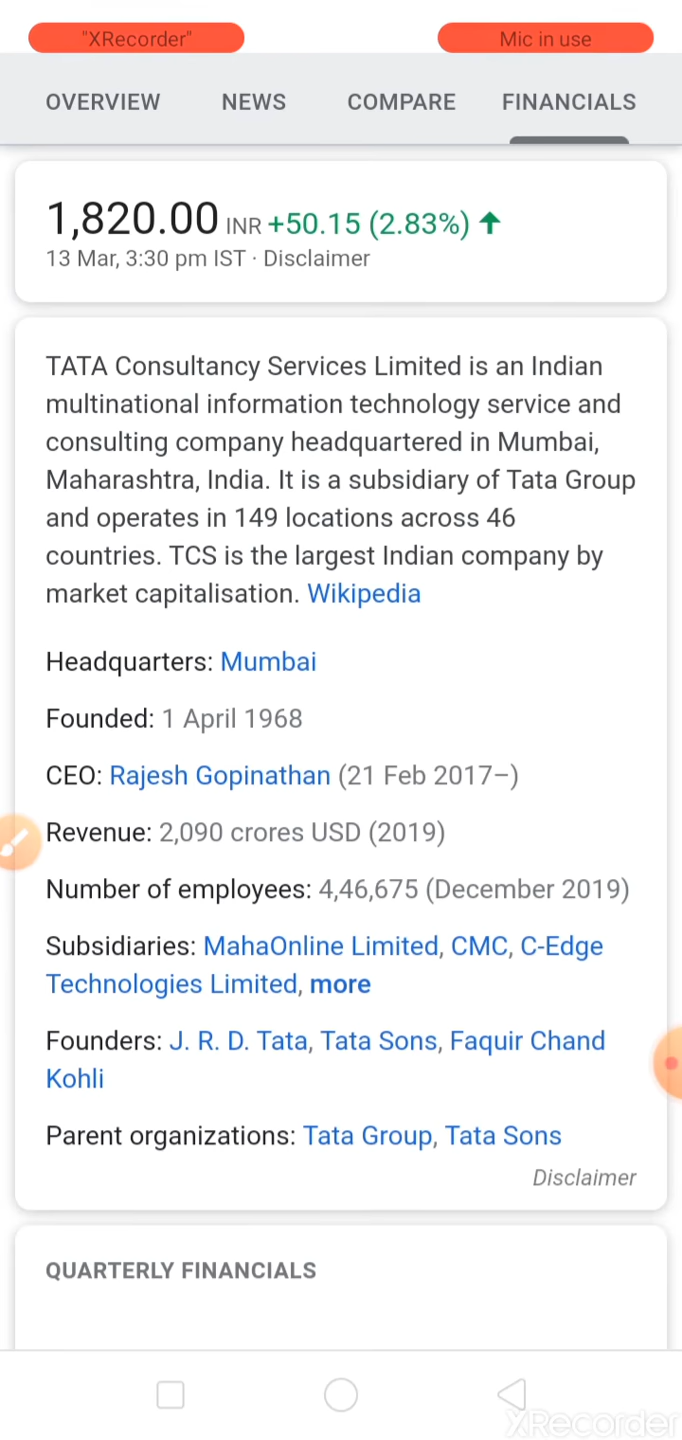 "XRecorder" Mic in use
OVERVIEW NEWS COMPARE FINANCIALS
1,820.00 INR +50.15 (2.83%) ↑
13 Mar, 3:30 pm IST · Disclaimer
TATA Consultancy Services Limited is an Indian
multinational information technology service and
consulting company headquartered in Mumbai,
Maharashtra, India. It is a subsidiary of Tata Group
and operates in 149 locations across 46
countries. TCS is the largest Indian company by
market capitalisation. Wikipedia
Headquarters: Mumbai
Founded: 1 April 1968
CEO: Rajesh Gopinathan (21 Feb 2017–)
Revenue: 2,090 crores USD (2019)
Number of employees: 4,46,675 (December 2019)
Subsidiaries: MahaOnline Limited, CMC, C-Edge
Technologies Limited, more
Founders: J. R. D. Tata, Tata Sons, Faquir Chand
Kohli
Parent organizations: Tata Group, Tata Sons
Disclaimer
QUARTERLY FINANCIALS
XRecorder